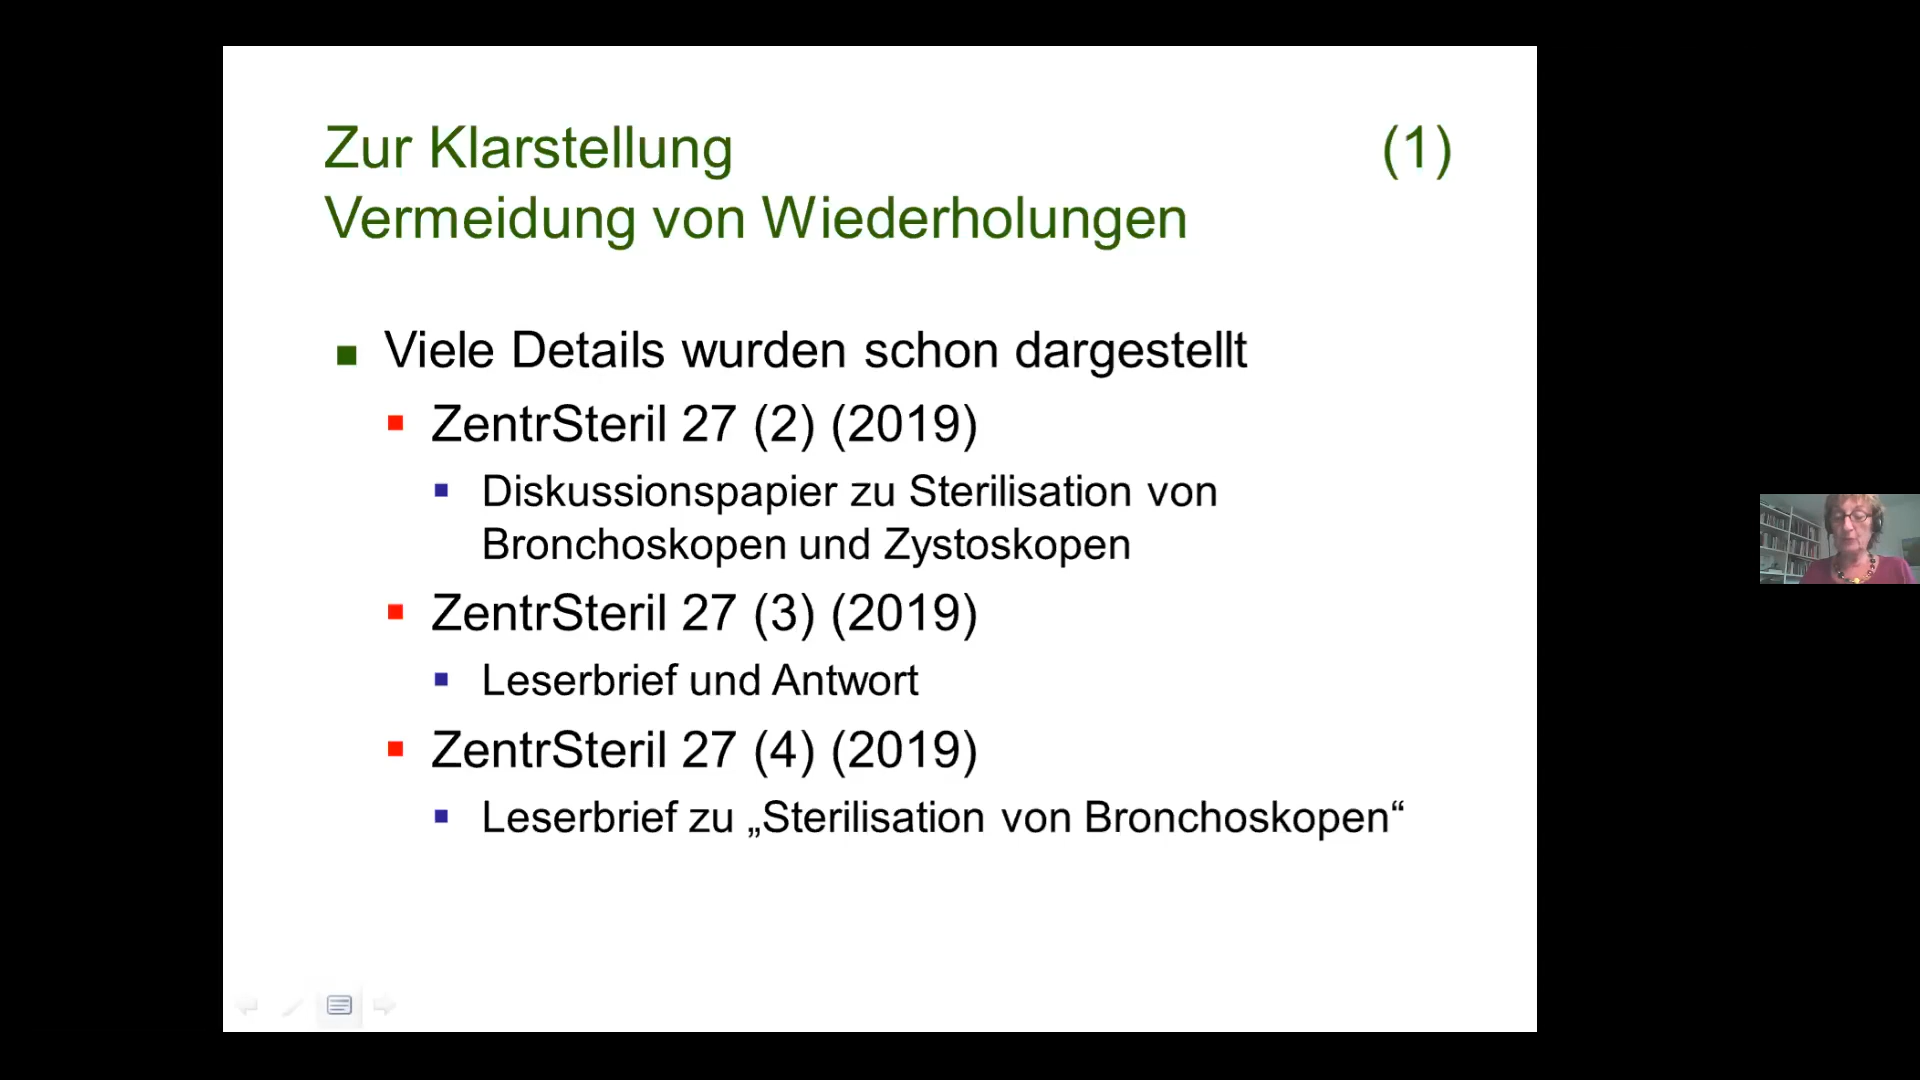 Zur Klarstellung (1)
Vermeidung von Wiederholungen
Viele Details wurden schon dargestellt
ZentrSteril 27 (2) (2019)
Diskussionspapier zu Sterilisation von
Bronchoskopen und Zystoskopen
ZentrSteril 27 (3) (2019)
Leserbrief und Antwort
ZentrSteril 27 (4) (2019)
Leserbrief zu „Sterilisation von Bronchoskopen“